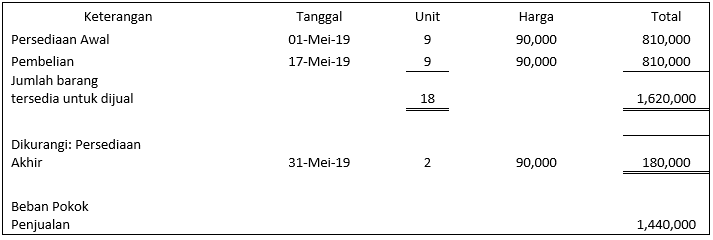 Keterangan Tanggal Unit Harga Total
Persediaan Awal 01-Mei-19 9 90,000 810,000
Pembelian 17-Mei-19 9 90,000 810,000
Jumlah barang
tersedia untuk dijual 18 1,620,000
Dikurangi: Persediaan
Akhir 31-Mei-19 2 90,000 180,000
Beban Pokok
Penjualan 1,440,000